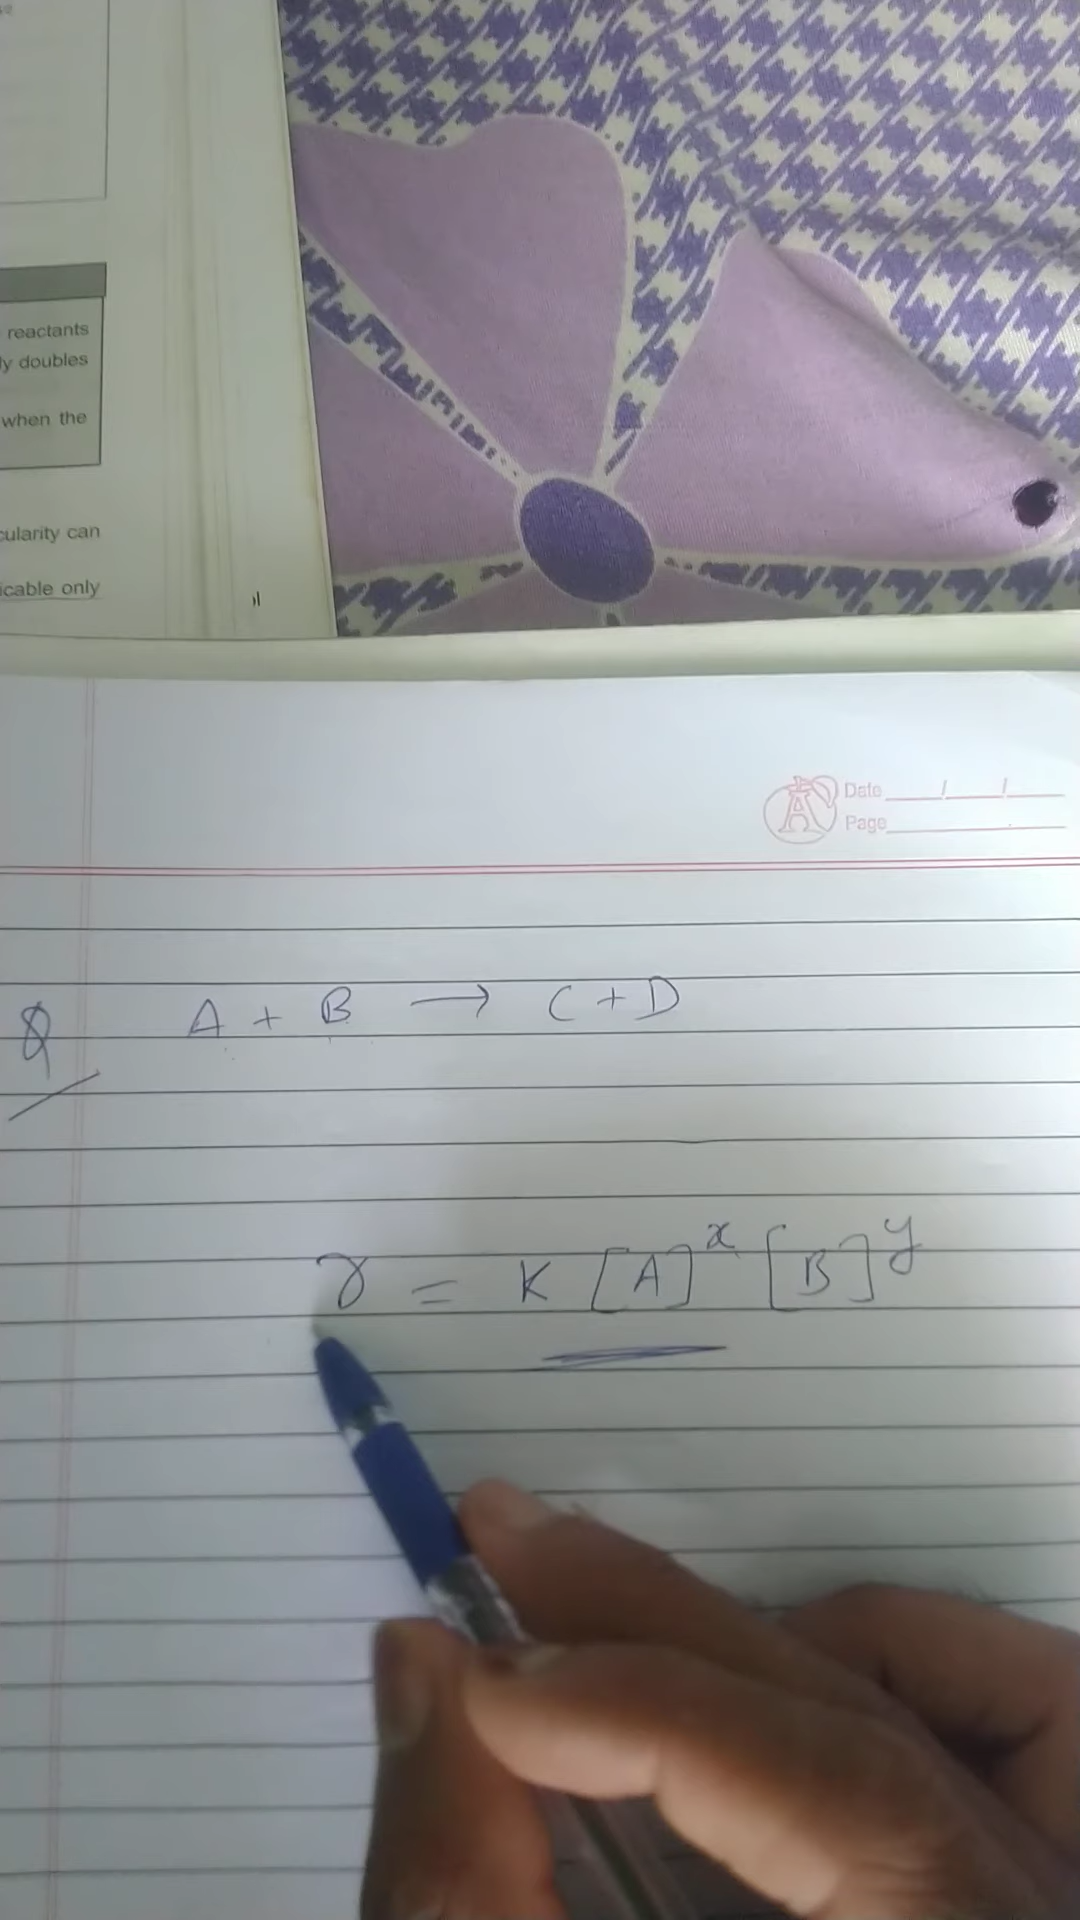 reactants
ly doubles
when the
cularity can
icable only
Date / /
Page
Q A + B → C + D
r = K [A]^x [B]^y